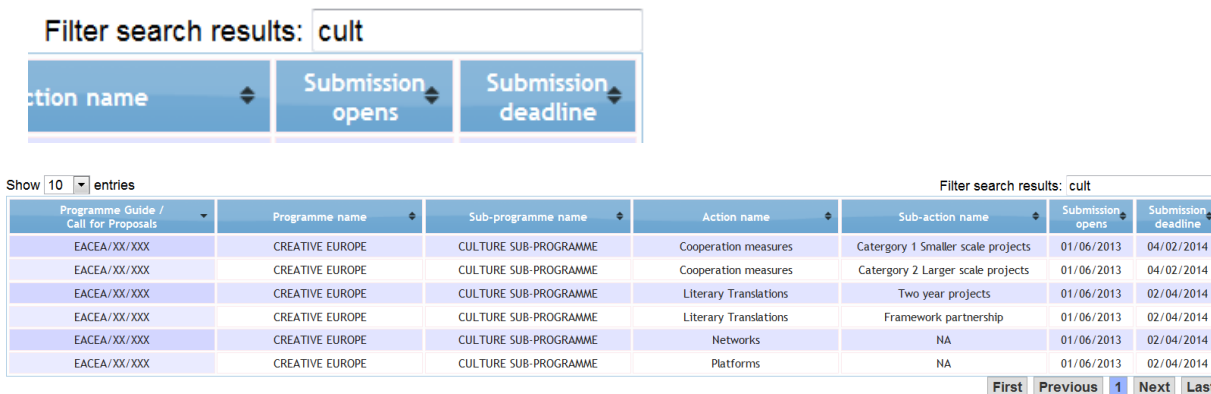 Filter search results: cult
ction name Submission opens Submission deadline
Show 10 entries Filter search results: cult
Programme Guide / Call for Proposals Programme name Sub-programme name Action name Sub-action name Submission opens Submission deadline
EACEA/XX/XXX CREATIVE EUROPE CULTURE SUB-PROGRAMME Cooperation measures Catergory 1 Smaller scale projects 01/06/2013 04/02/2014
EACEA/XX/XXX CREATIVE EUROPE CULTURE SUB-PROGRAMME Cooperation measures Catergory 2 Larger scale projects 01/06/2013 04/02/2014
EACEA/XX/XXX CREATIVE EUROPE CULTURE SUB-PROGRAMME Literary Translations Two year projects 01/06/2013 02/04/2014
EACEA/XX/XXX CREATIVE EUROPE CULTURE SUB-PROGRAMME Literary Translations Framework partnership 01/06/2013 02/04/2014
EACEA/XX/XXX CREATIVE EUROPE CULTURE SUB-PROGRAMME Networks NA 01/06/2013 02/04/2014
EACEA/XX/XXX CREATIVE EUROPE CULTURE SUB-PROGRAMME Platforms NA 01/06/2013 02/04/2014
First Previous 1 Next Last